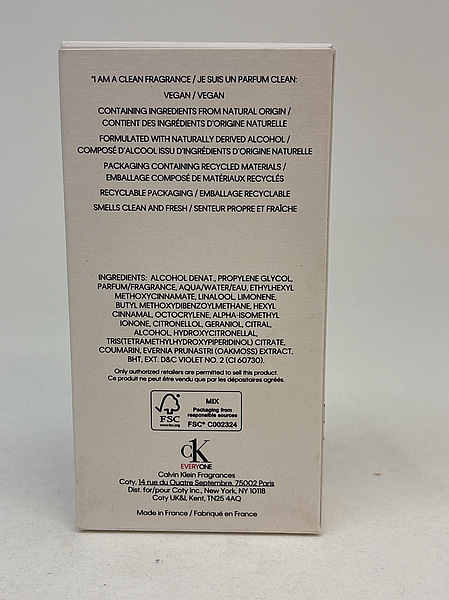 *I AM A CLEAN FRAGRANCE / JE SUIS UN PARFUM CLEAN:
VEGAN / VEGAN
CONTAINING INGREDIENTS FROM NATURAL ORIGIN /
CONTIENT DES INGRÉDIENTS D'ORIGINE NATURELLE
FORMULATED WITH NATURALLY DERIVED ALCOHOL /
COMPOSÉ D'ALCOOL ISSU D'INGRÉDIENTS D'ORIGINE NATURELLE
PACKAGING CONTAINING RECYCLED MATERIALS /
EMBALLAGE COMPOSÉ DE MATÉRIAUX RECYCLÉS
RECYCLABLE PACKAGING / EMBALLAGE RECYCLABLE
SMELLS CLEAN AND FRESH / SENTEUR PROPRE ET FRAÎCHE
INGREDIENTS: ALCOHOL DENAT., PROPYLENE GLYCOL,
PARFUM/FRAGRANCE, AQUA/WATER/EAU, ETHYLHEXYL
METHOXYCINNAMATE, LINALOOL, LIMONENE,
BUTYL METHOXYDIBENZOYLMETHANE, HEXYL
CINNAMAL, OCTOCRYLENE, ALPHA-ISOMETHYL
IONONE, CITRONELLOL, GERANIOL, CITRAL,
ALCOHOL, HYDROXYCITRONELLAL,
TRIS(TETRAMETHYLHYDROXYPIPERIDINOL) CITRATE,
COUMARIN, EVERNIA PRUNASTRI (OAKMOSS) EXTRACT,
BHT, EXT. D&C VIOLET NO. 2 (CI 60730).
Only authorized retailers are permitted to sell this product.
Ce produit ne peut être vendu que par les dépositaires agréés.
FSC
www.fsc.org
MIX
Packaging from
responsible sources
FSC® C002324
cK
EVERYONE
Calvin Klein Fragrances
Coty, 14 rue du Quatre Septembre, 75002 Paris
Dist. for/pour Coty Inc., New York, NY 10118
Coty UK&I, Kent, TN25 4AQ
Made in France / Fabriqué en France